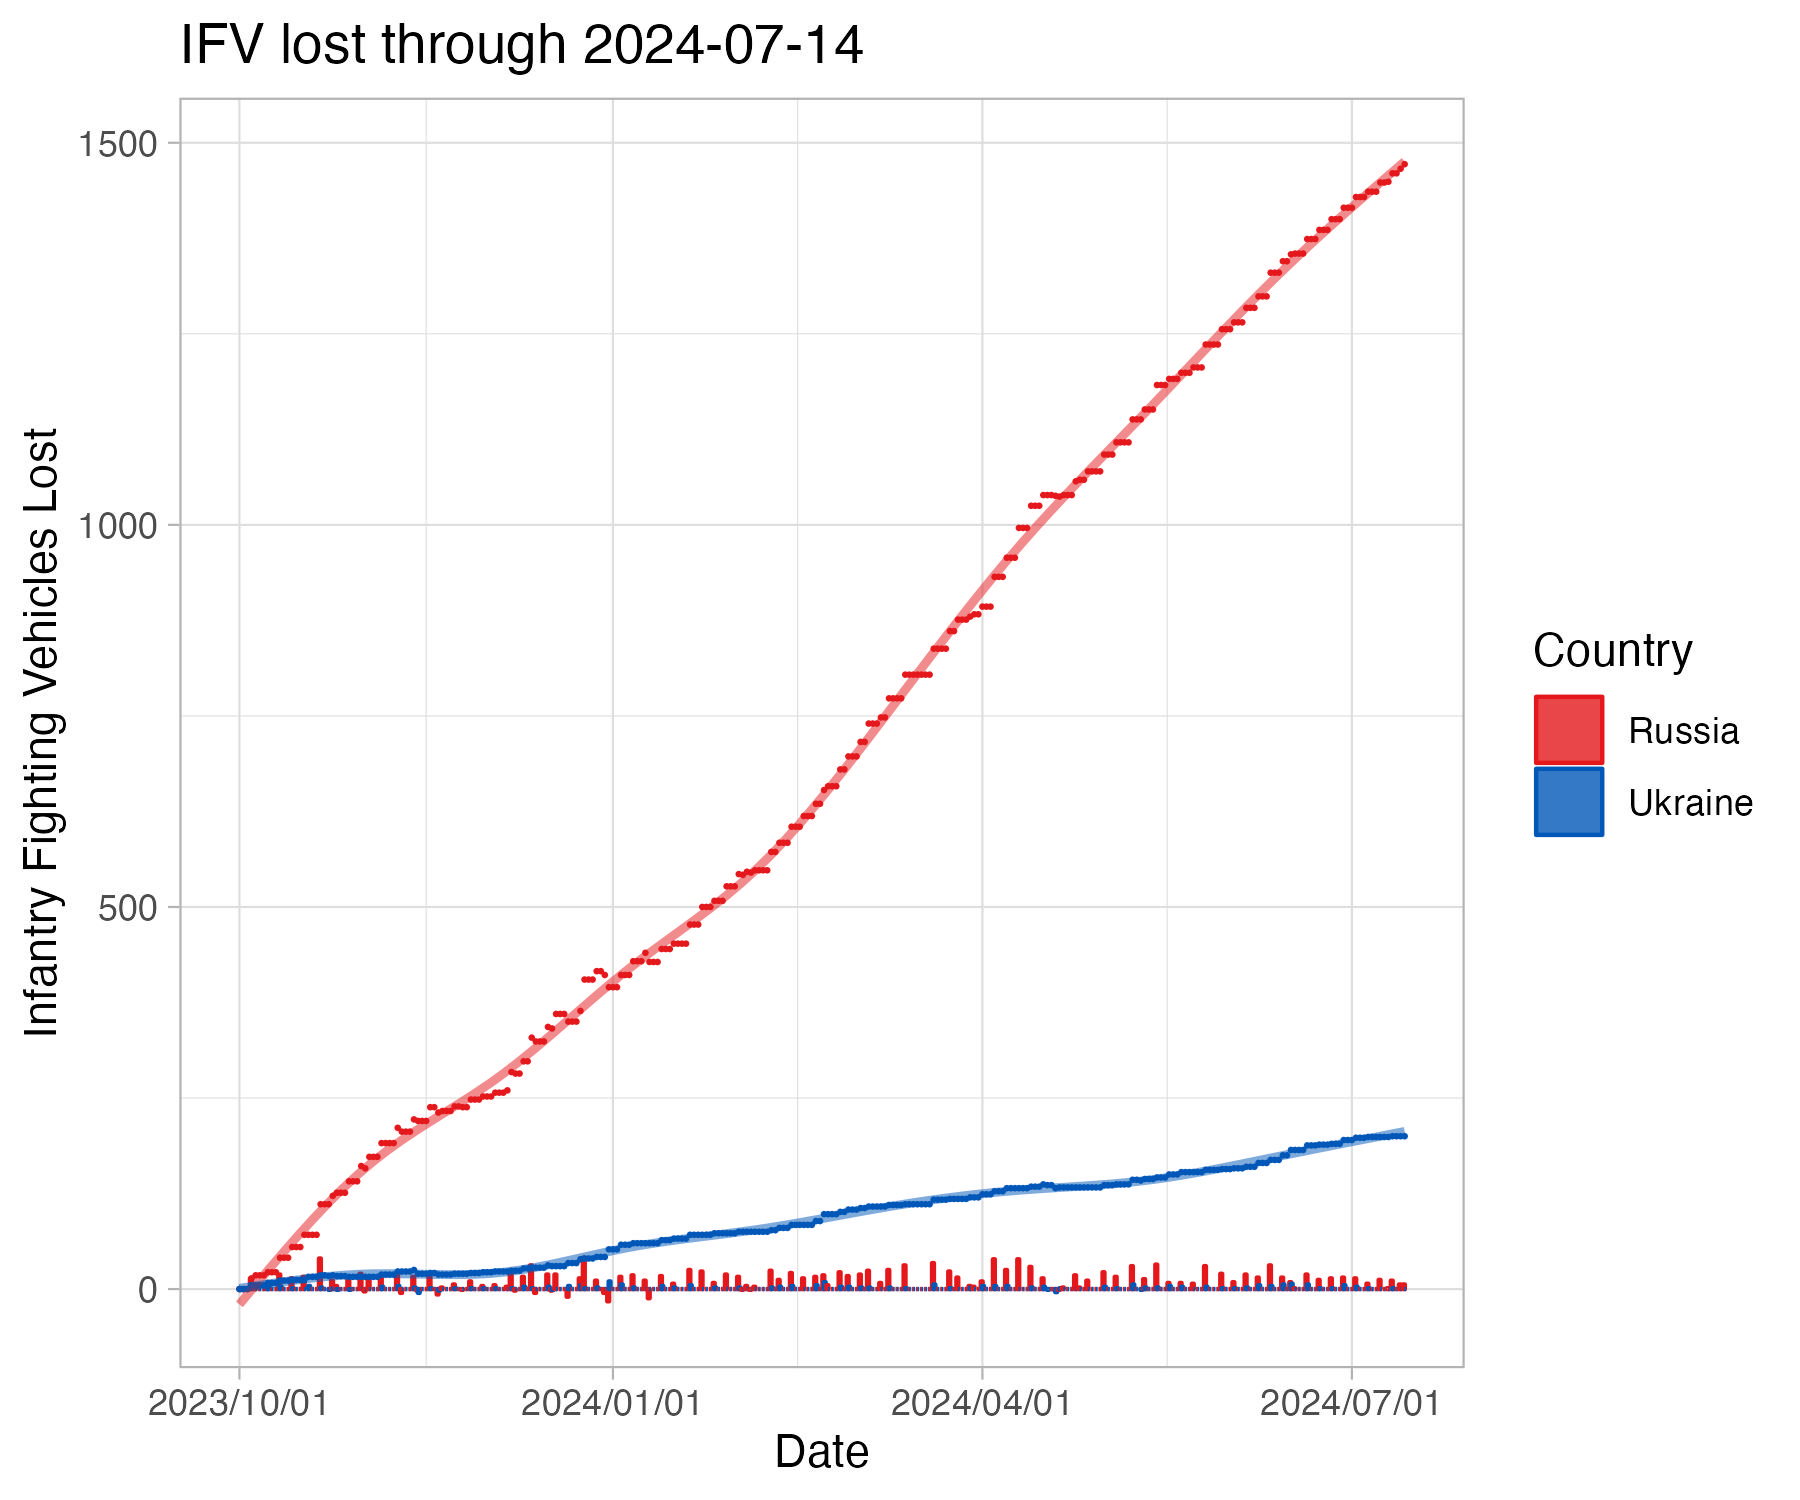 IFV lost through 2024-07-14
Infantry Fighting Vehicles Lost
1500
1000
500
0
2023/10/01
2024/01/01
2024/04/01
2024/07/01
Date
Country
Russia
Ukraine